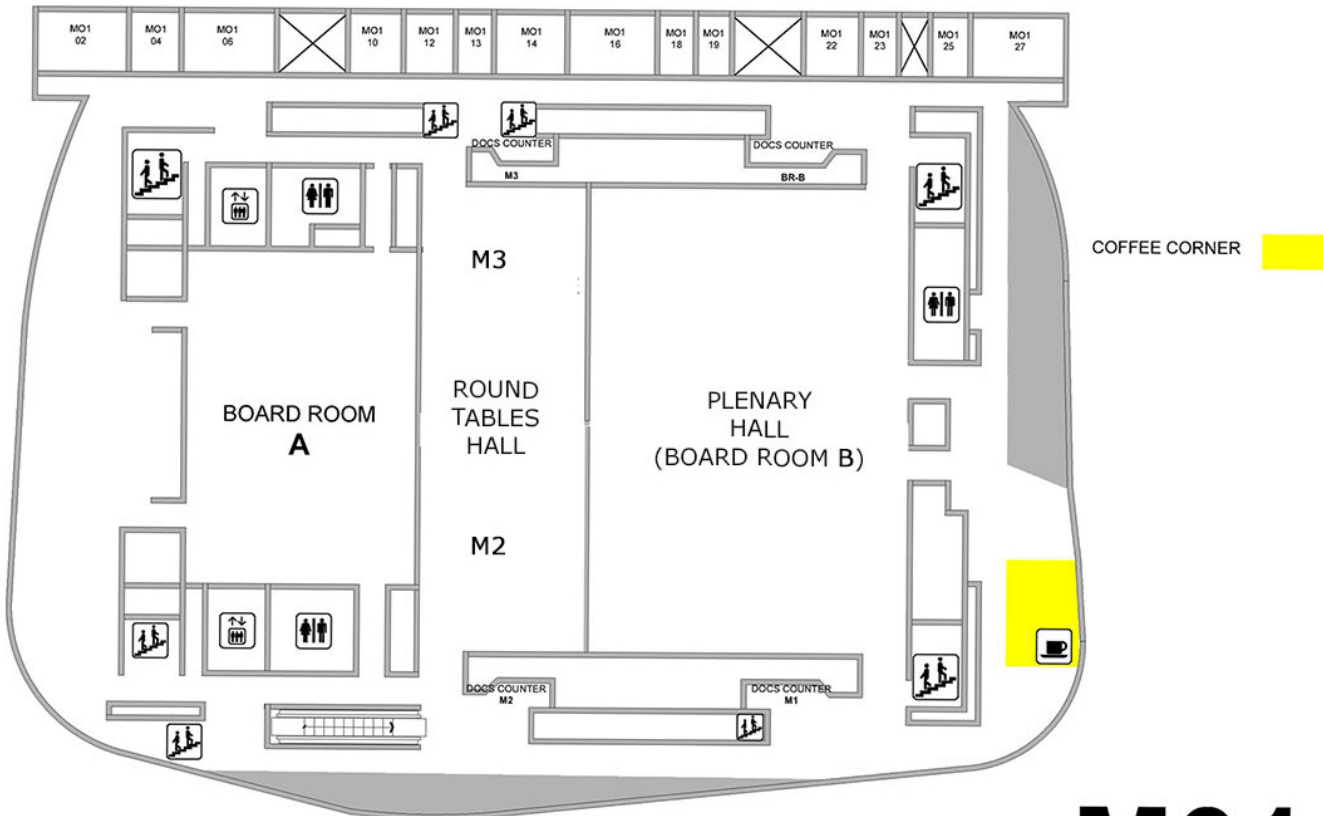 MO1
02
MO1
04
MO1
06
MO1
10
MO1
12
MO1
13
MO1
14
MO1
16
MO1
18
MO1
19
MO1
22
MO1
23
MO1
25
MO1
27
DOCS COUNTER
M3
DOCS COUNTER
BR-B
COFFEE CORNER
M3
BOARD ROOM
A
ROUND
TABLES
HALL
PLENARY
HALL
(BOARD ROOM B)
M2
DOCS COUNTER
M2
DOCS COUNTER
M1